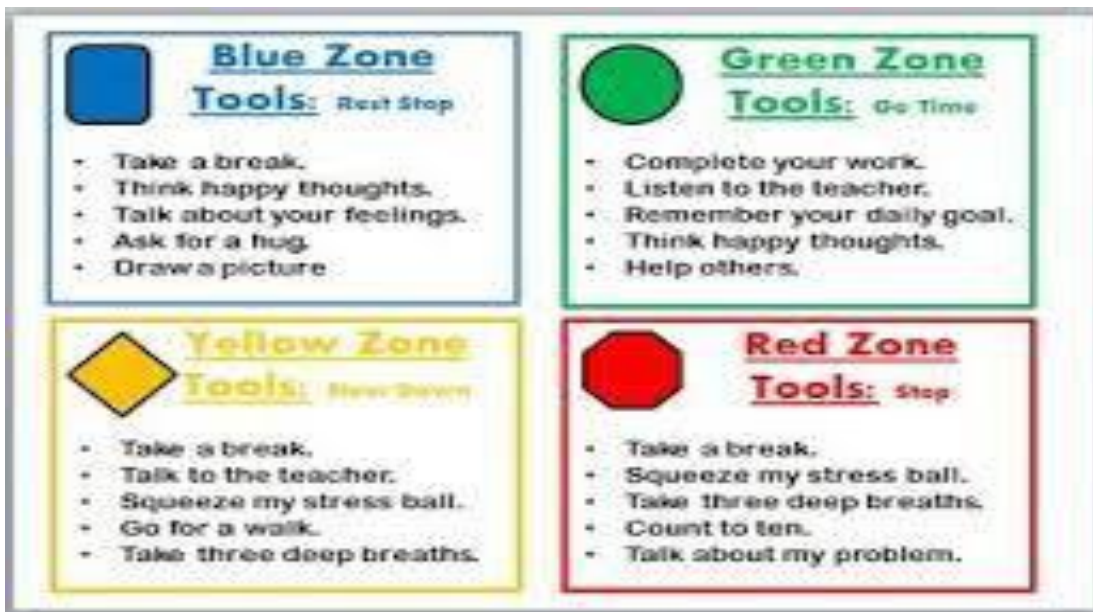 Blue Zone
Tools: Rest Stop
• Take a break.
• Think happy thoughts.
• Talk about your feelings.
• Ask for a hug.
• Draw a picture
Green Zone
Tools: Go Time
• Complete your work.
• Listen to the teacher.
• Remember your daily goal.
• Think happy thoughts.
• Help others.
Yellow Zone
Tools: Slow Down
• Take a break.
• Talk to the teacher.
• Squeeze my stress ball.
• Go for a walk.
• Take three deep breaths.
Red Zone
Tools: Stop
• Take a break.
• Squeeze my stress ball.
• Take three deep breaths.
• Count to ten.
• Talk about my problem.